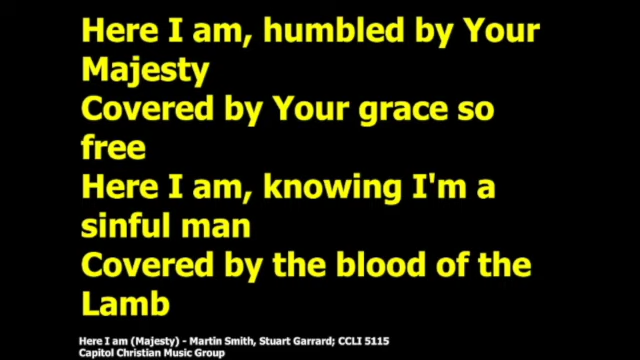 Here I am, humbled by Your
Majesty
Covered by Your grace so
free
Here I am, knowing I'm a
sinful man
Covered by the blood of the
Lamb
Here I am (Majesty) - Martin Smith, Stuart Garrard; CCLI 5115
Capitol Christian Music Group